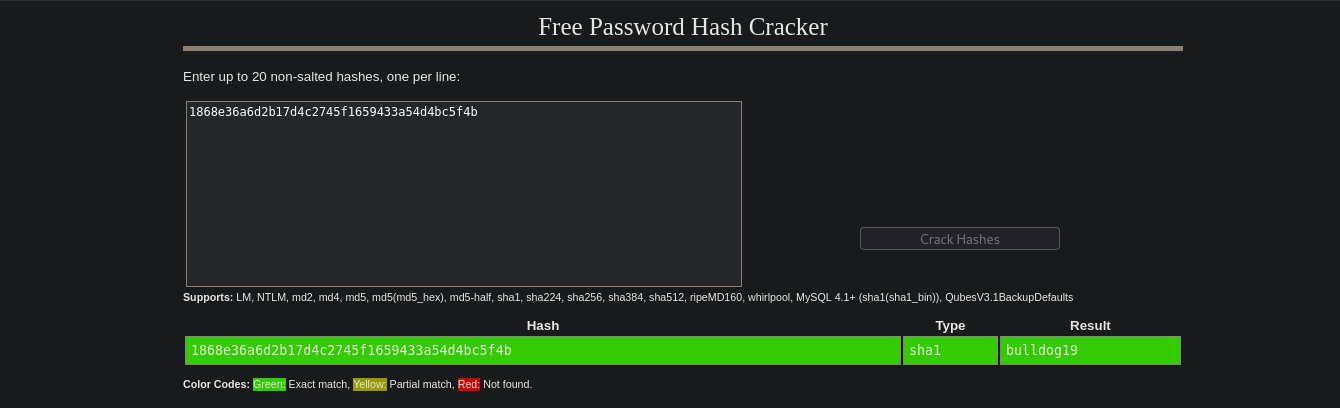 Free Password Hash Cracker
Enter up to 20 non-salted hashes, one per line:
1868e36a6d2b17d4c2745f1659433a54d4bc5f4b
Crack Hashes
Supports: LM, NTLM, md2, md4, md5, md5(md5_hex), md5-half, sha1, sha224, sha256, sha384, sha512, ripeMD160, whirlpool, MySQL 4.1+ (sha1(sha1_bin)), QubesV3.1BackupDefaults
Hash Type Result
1868e36a6d2b17d4c2745f1659433a54d4bc5f4b sha1 bulldog19
Color Codes: Green: Exact match, Yellow: Partial match, Red: Not found.